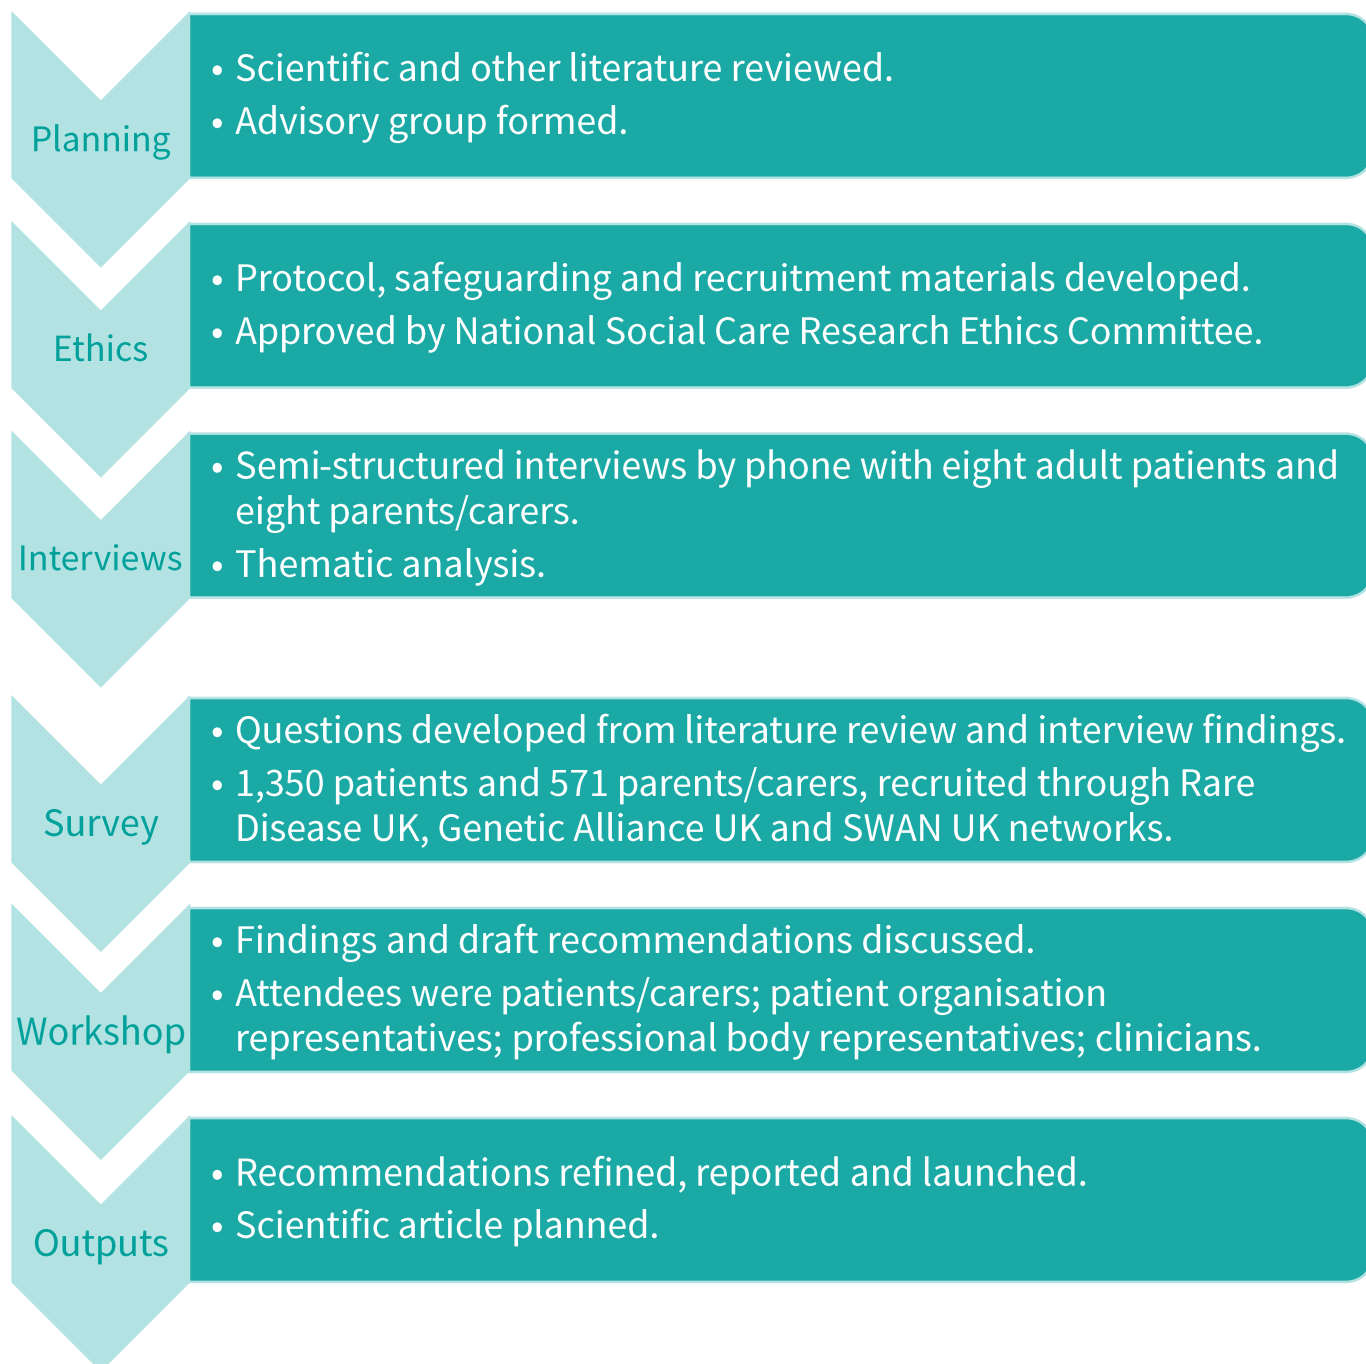 Planning
• Scientific and other literature reviewed.
• Advisory group formed.
Ethics
• Protocol, safeguarding and recruitment materials developed.
• Approved by National Social Care Research Ethics Committee.
Interviews
• Semi-structured interviews by phone with eight adult patients and
eight parents/carers.
• Thematic analysis.
Survey
• Questions developed from literature review and interview findings.
• 1,350 patients and 571 parents/carers, recruited through Rare
Disease UK, Genetic Alliance UK and SWAN UK networks.
Workshop
• Findings and draft recommendations discussed.
• Attendees were patients/carers; patient organisation
representatives; professional body representatives; clinicians.
Outputs
• Recommendations refined, reported and launched.
• Scientific article planned.